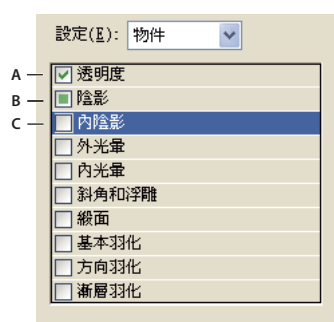 設定(E): 物件
A 透明度
B 陰影
C 內陰影
外光暈
內光暈
斜角和浮雕
緞面
基本羽化
方向羽化
漸層羽化